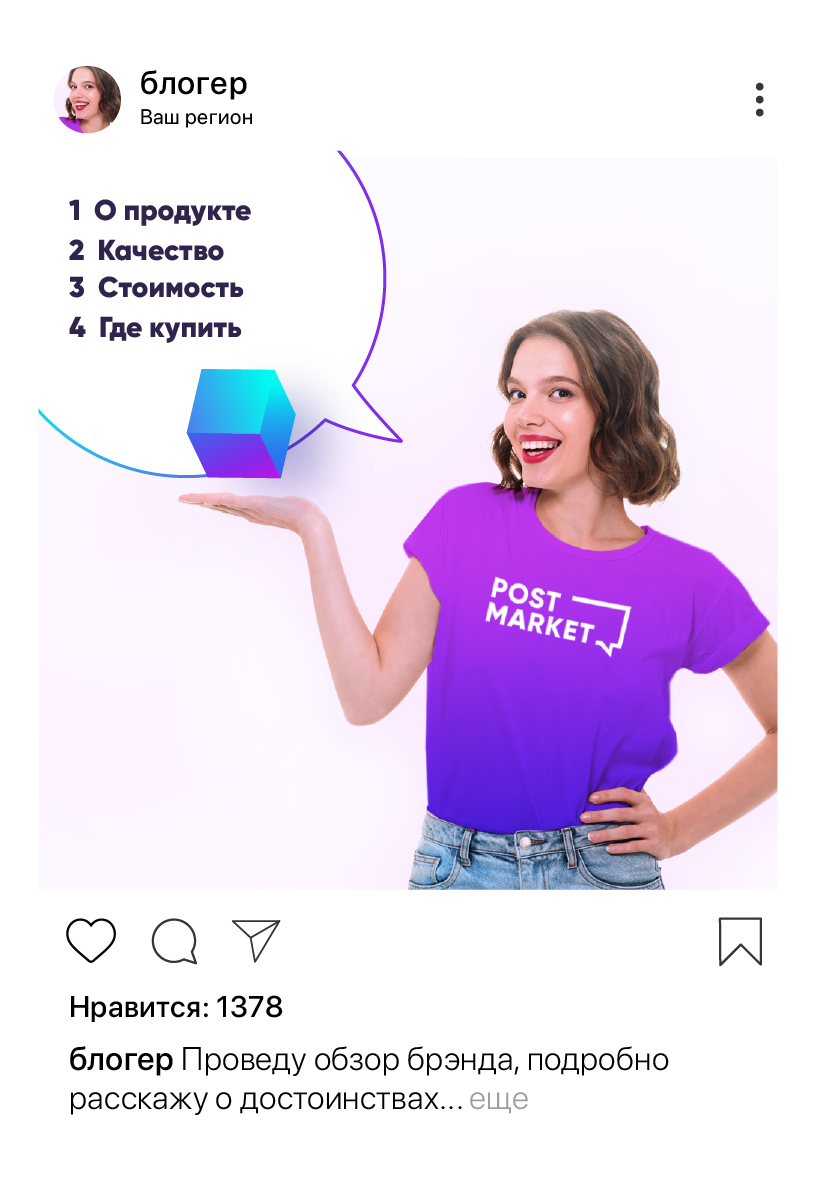 блогер
Ваш регион
1 О продукте
2 Качество
3 Стоимость
4 Где купить
POST
MARKET
Нравится: 1378
блогер Проведу обзор брэнда, подробно
расскажу о достоинствах... еще